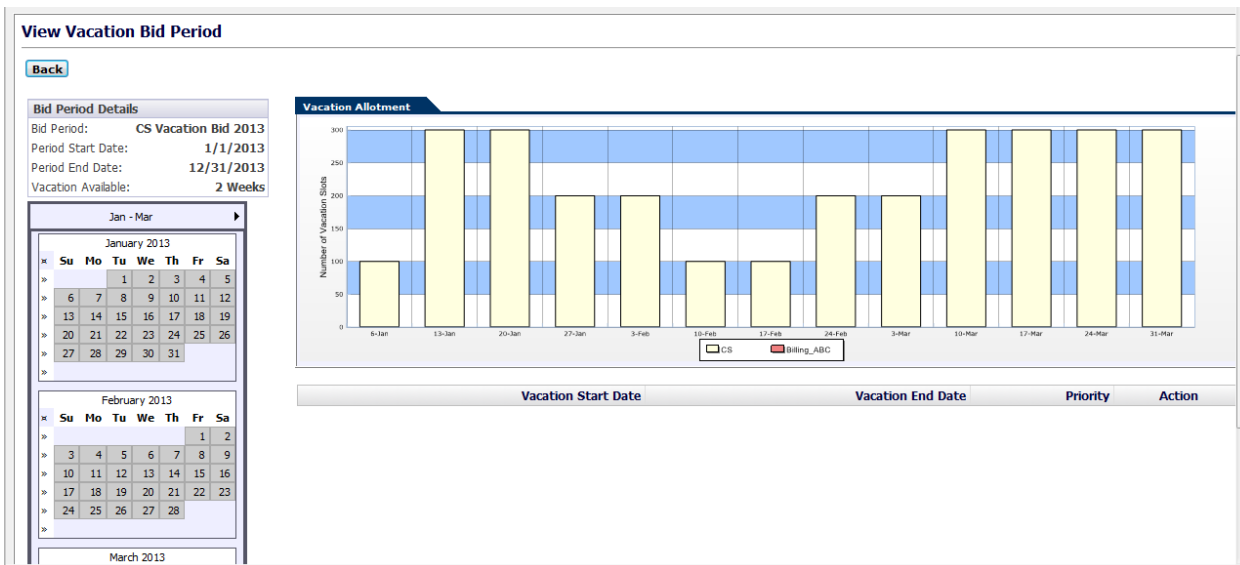 View Vacation Bid Period
Back
Bid Period Details
Bid Period: CS Vacation Bid 2013
Period Start Date: 1/1/2013
Period End Date: 12/31/2013
Vacation Available: 2 Weeks
Jan - Mar
January 2013
¤ Su Mo Tu We Th Fr Sa
» 1 2 3 4 5
» 6 7 8 9 10 11 12
» 13 14 15 16 17 18 19
» 20 21 22 23 24 25 26
» 27 28 29 30 31
»
February 2013
¤ Su Mo Tu We Th Fr Sa
» 1 2
» 3 4 5 6 7 8 9
» 10 11 12 13 14 15 16
» 17 18 19 20 21 22 23
» 24 25 26 27 28
»
March 2013
Vacation Allotment
Number of Vacation Slots
300
250
200
150
100
50
0
6-Jan 13-Jan 20-Jan 27-Jan 3-Feb 10-Feb 17-Feb 24-Feb 3-Mar 10-Mar 17-Mar 24-Mar 31-Mar
CS Billing_ABC
Vacation Start Date Vacation End Date Priority Action